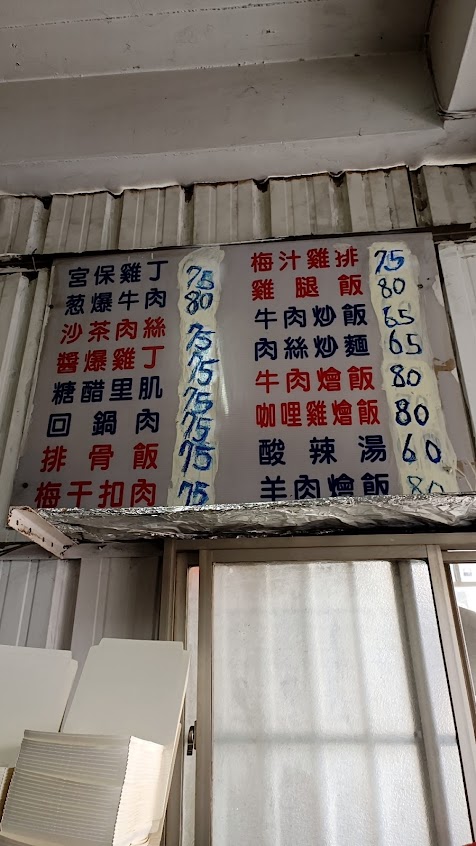 宮保雞丁 75
葱爆牛肉 80
沙茶肉絲 75
醬爆雞丁 75
糖醋里肌 75
回鍋肉 75
排骨飯 75
梅干扣肉 75
梅汁雞排 75
雞腿飯 80
牛肉炒飯 65
肉絲炒麵 65
牛肉燴飯 80
咖哩雞燴飯 80
酸辣湯 60
羊肉燴飯 80